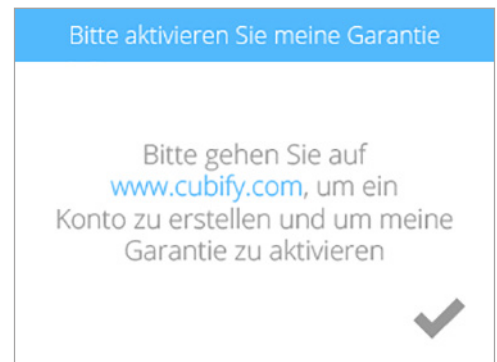 Bitte aktivieren Sie meine Garantie
Bitte gehen Sie auf
www.cubify.com, um ein
Konto zu erstellen und um meine
Garantie zu aktivieren